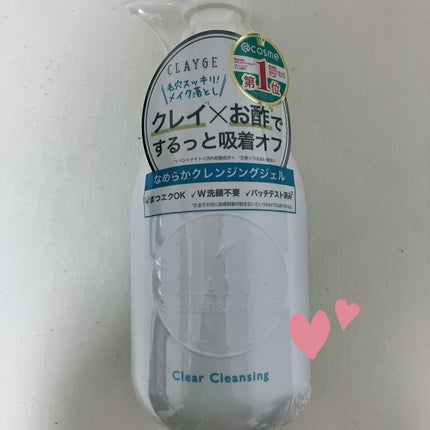 @cosme
第1位
CLAYGE
毛穴スッキリ!
メイク落とし
クレイ×お酢で
するっと吸着オフ
なめらかクレンジングジェル
✓まつエクOK ✓W洗顔不要 ✓パッチテスト済み
CLAYGE
Clear Cleansing